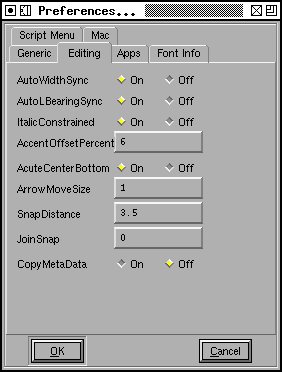 Preferences...
Script Menu Mac
Generic Editing Apps Font Info
AutoWidthSync On Off
AutoLBearingSync On Off
ItalicConstrained On Off
AccentOffsetPercent 6
AcuteCenterBottom On Off
ArrowMoveSize 1
SnapDistance 3.5
JoinSnap 0
CopyMetaData On Off
OK Cancel